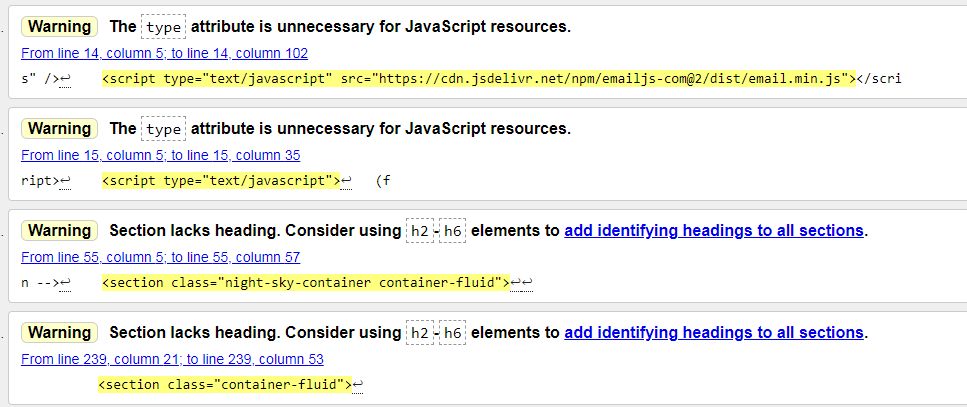 Warning The type attribute is unnecessary for JavaScript resources.
From line 14, column 5; to line 14, column 102
s" />↩ <script type="text/javascript" src="https://cdn.jsdelivr.net/npm/emailjs-com@2/dist/email.min.js"></scri
Warning The type attribute is unnecessary for JavaScript resources.
From line 15, column 5; to line 15, column 35
ript>↩ <script type="text/javascript">↩ (f
Warning Section lacks heading. Consider using h2-h6 elements to add identifying headings to all sections.
From line 55, column 5; to line 55, column 57
n -->↩ <section class="night-sky-container container-fluid">↩↩
Warning Section lacks heading. Consider using h2-h6 elements to add identifying headings to all sections.
From line 239, column 21; to line 239, column 53
<section class="container-fluid">↩